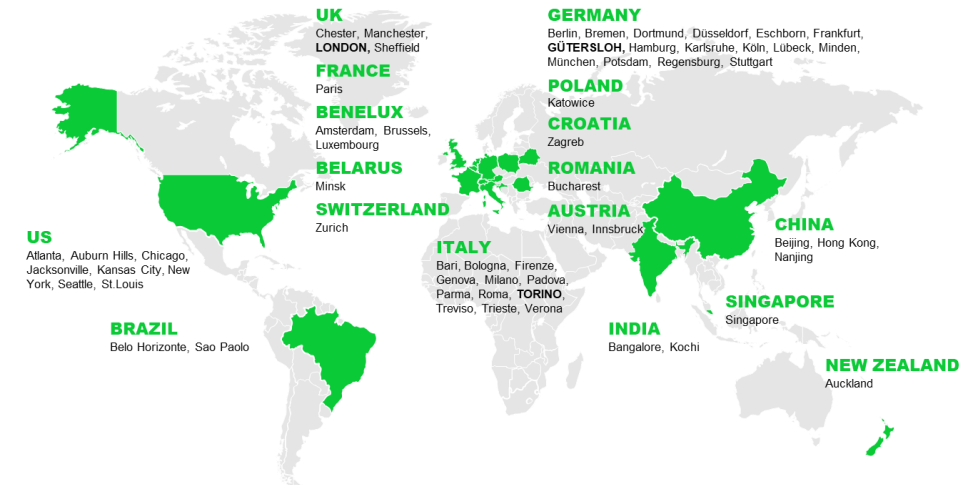 UK
Chester, Manchester,
LONDON, Sheffield
FRANCE
Paris
BENELUX
Amsterdam, Brussels,
Luxembourg
BELARUS
Minsk
SWITZERLAND
Zurich
GERMANY
Berlin, Bremen, Dortmund, Düsseldorf, Eschborn, Frankfurt,
GÜTERSLOH, Hamburg, Karlsruhe, Köln, Lübeck, Minden,
München, Potsdam, Regensburg, Stuttgart
POLAND
Katowice
CROATIA
Zagreb
ROMANIA
Bucharest
AUSTRIA
Vienna, Innsbruck
US
Atlanta, Auburn Hills, Chicago,
Jacksonville, Kansas City, New
York, Seattle, St.Louis
ITALY
Bari, Bologna, Firenze,
Genova, Milano, Padova,
Parma, Roma, TORINO,
Treviso, Trieste, Verona
CHINA
Beijing, Hong Kong,
Nanjing
SINGAPORE
Singapore
BRAZIL
Belo Horizonte, Sao Paolo
INDIA
Bangalore, Kochi
NEW ZEALAND
Auckland